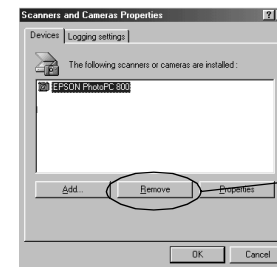 Scanners and Cameras Properties
?
Devices
Logging settings
The following scanners or cameras are installed:
EPSON PhotoPC 800
Add...
Remove
Properties
OK
Cancel